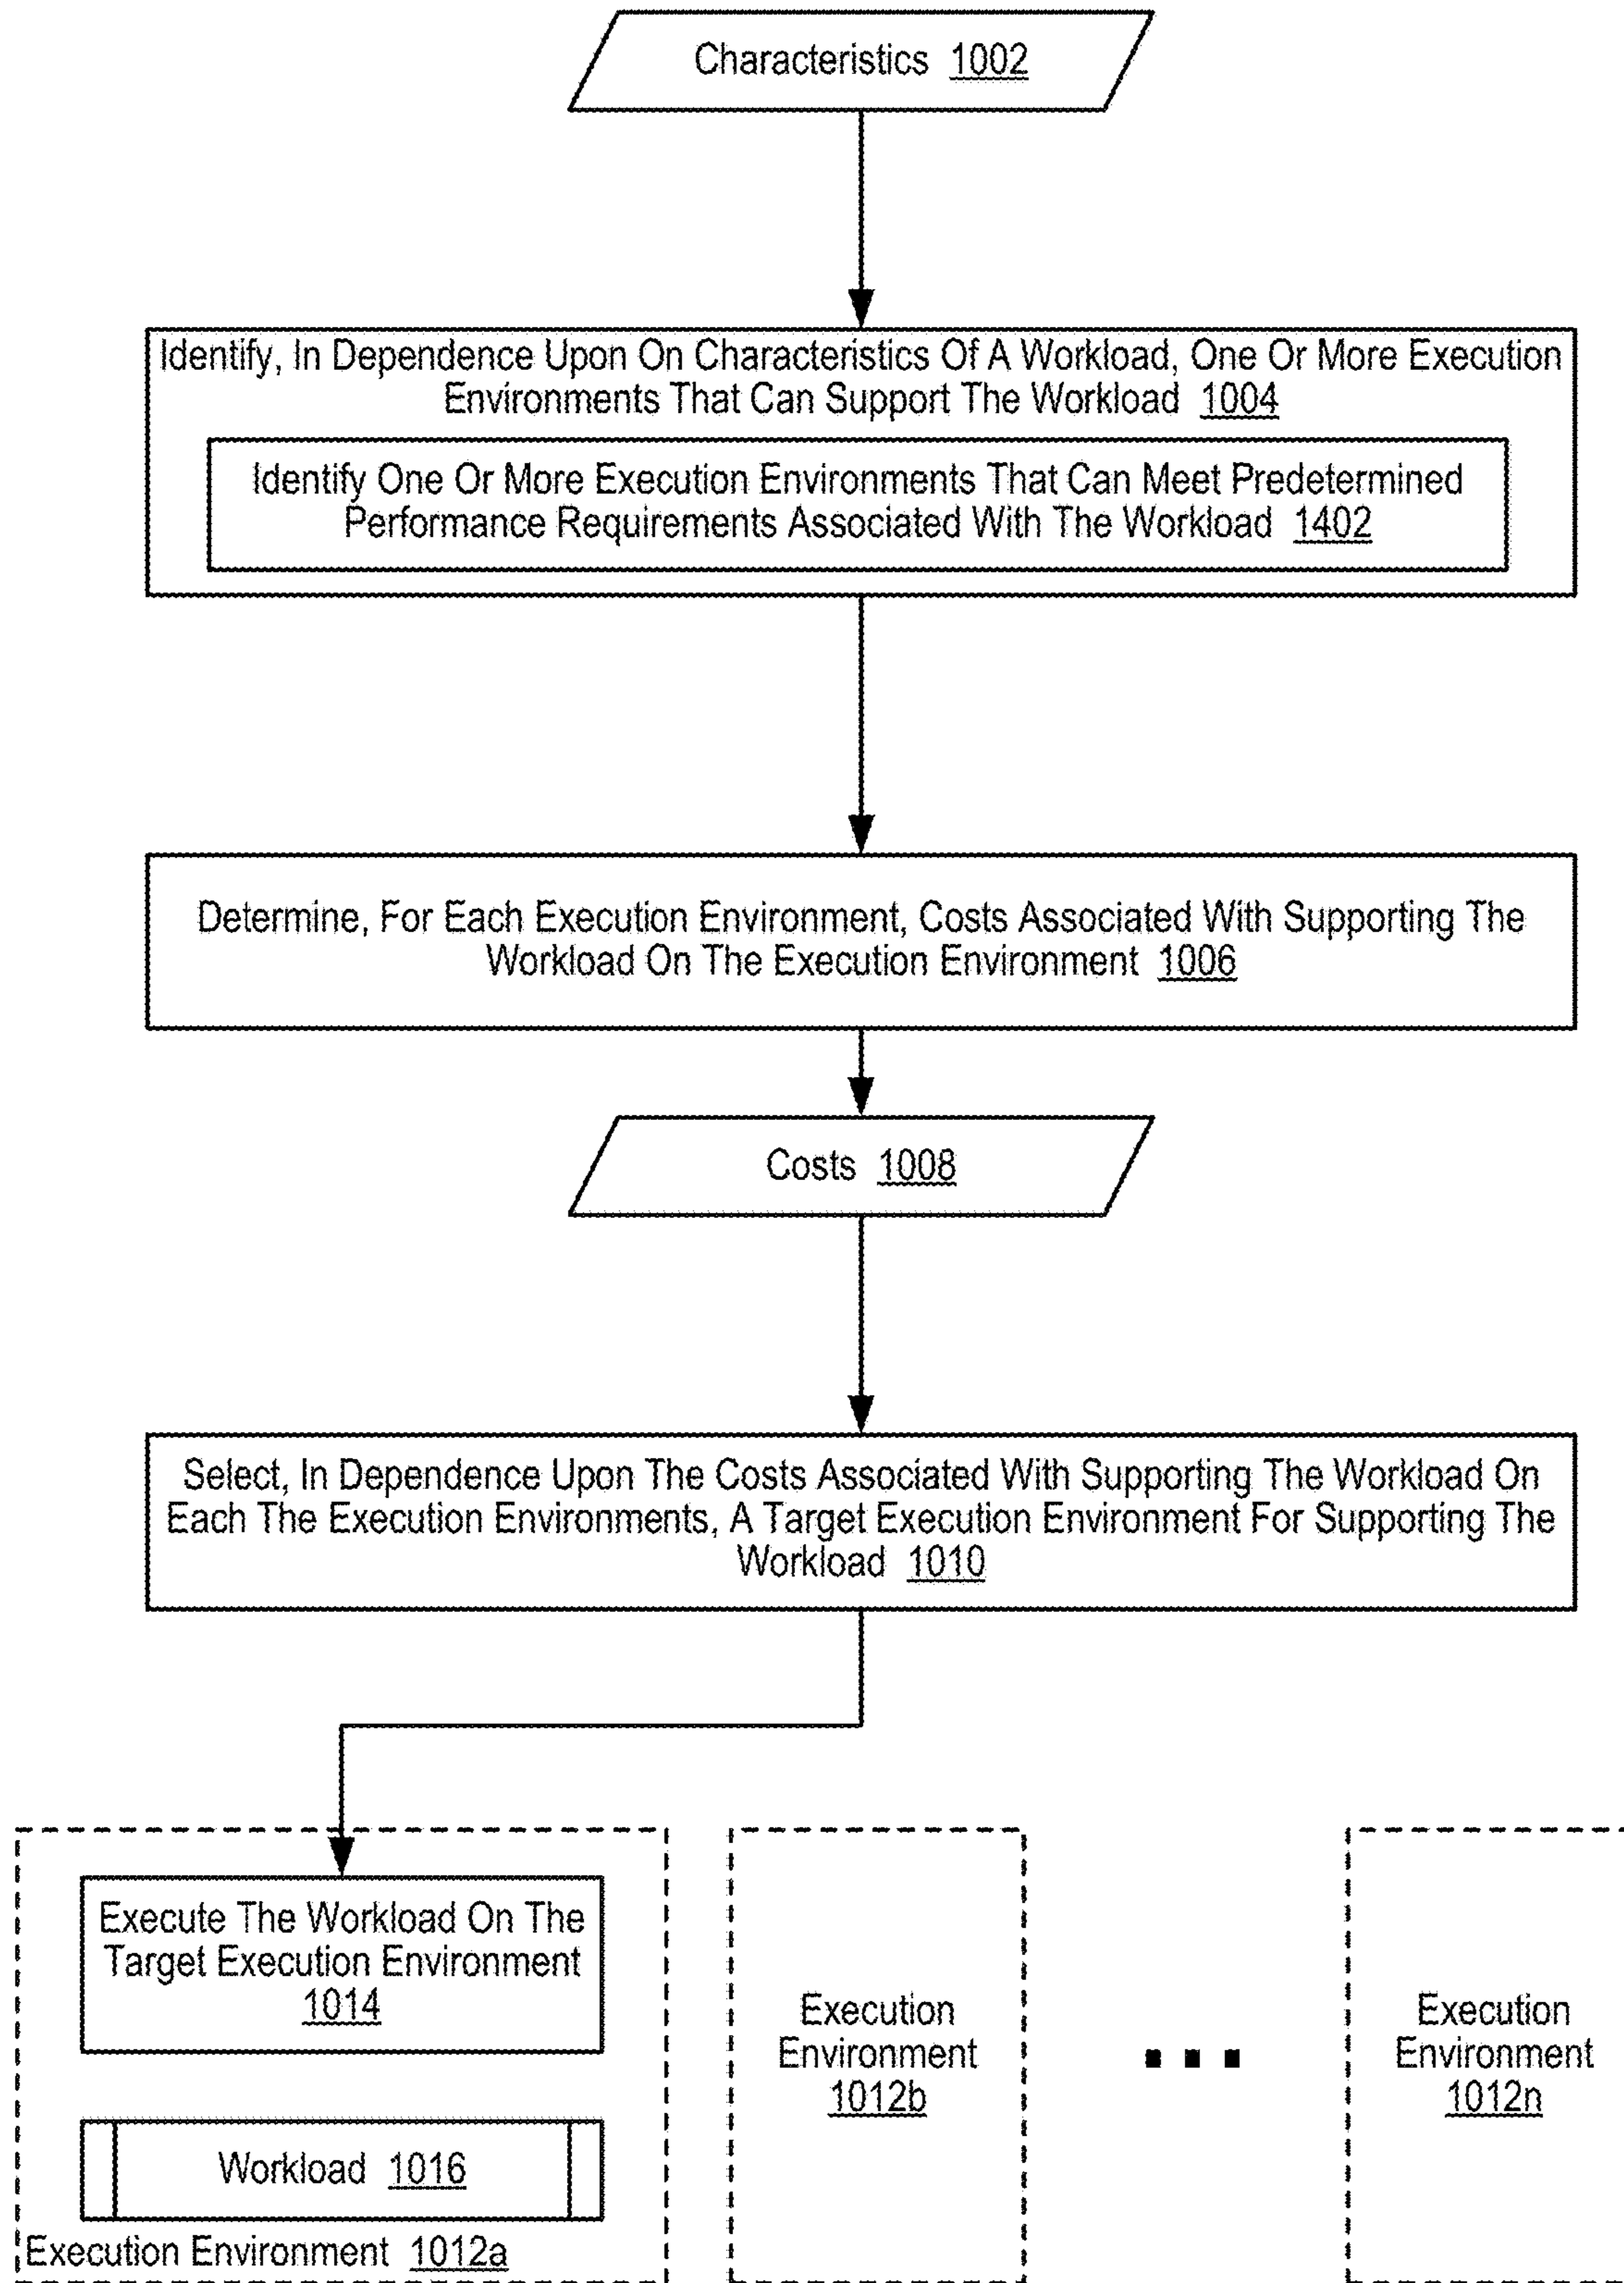 Characteristics 1002
Identify, In Dependence Upon On Characteristics Of A Workload, One Or More Execution
Environments That Can Support The Workload 1004
Identify One Or More Execution Environments That Can Meet Predetermined
Performance Requirements Associated With The Workload 1402
Determine, For Each Execution Environment, Costs Associated With Supporting The
Workload On The Execution Environment 1006
Costs 1008
Select, In Dependence Upon The Costs Associated With Supporting The Workload On
Each The Execution Environments, A Target Execution Environment For Supporting The
Workload 1010
Execute The Workload On The
Target Execution Environment
1014
Workload 1016
Execution Environment 1012a
Execution
Environment
1012b
...
Execution
Environment
1012n